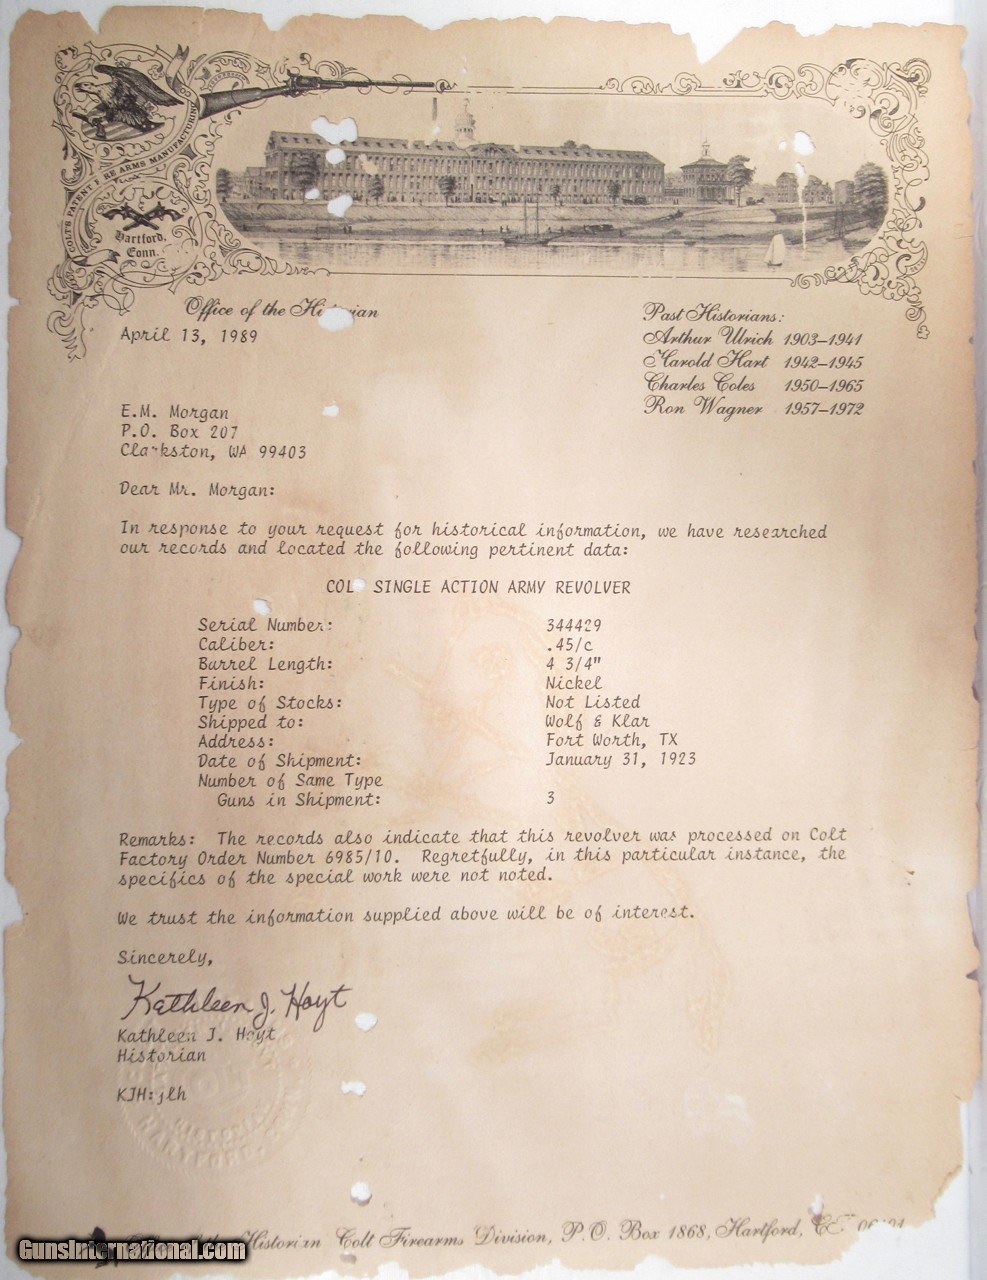 COLT'S PATENT FIRE ARMS MANUFACTURING
Hartford,
Conn.
Office of the Historian
April 13, 1989
Past Historians:
Arthur Ulrich 1903–1941
Harold Hart 1942–1945
Charles Coles 1950–1965
Ron Wagner 1957–1972
E.M. Morgan
P.O. Box 207
Clarkston, WA 99403
Dear Mr. Morgan:
In response to your request for historical information, we have researched
our records and located the following pertinent data:
COLT SINGLE ACTION ARMY REVOLVER
Serial Number: 344429
Caliber: .45/c
Barrel Length: 4 3/4"
Finish: Nickel
Type of Stocks: Not Listed
Shipped to: Wolf & Klar
Address: Fort Worth, TX
Date of Shipment: January 31, 1923
Number of Same Type
Guns in Shipment: 3
Remarks: The records also indicate that this revolver was processed on Colt
Factory Order Number 6985/10. Regretfully, in this particular instance, the
specifics of the special work were not noted.
We trust the information supplied above will be of interest.
Sincerely,
Kathleen J. Hoyt
Kathleen J. Hoyt
Historian
KJH:jlh
Historian Colt Firearms Division, P.O. Box 1868, Hartford,
GunsInternational.com